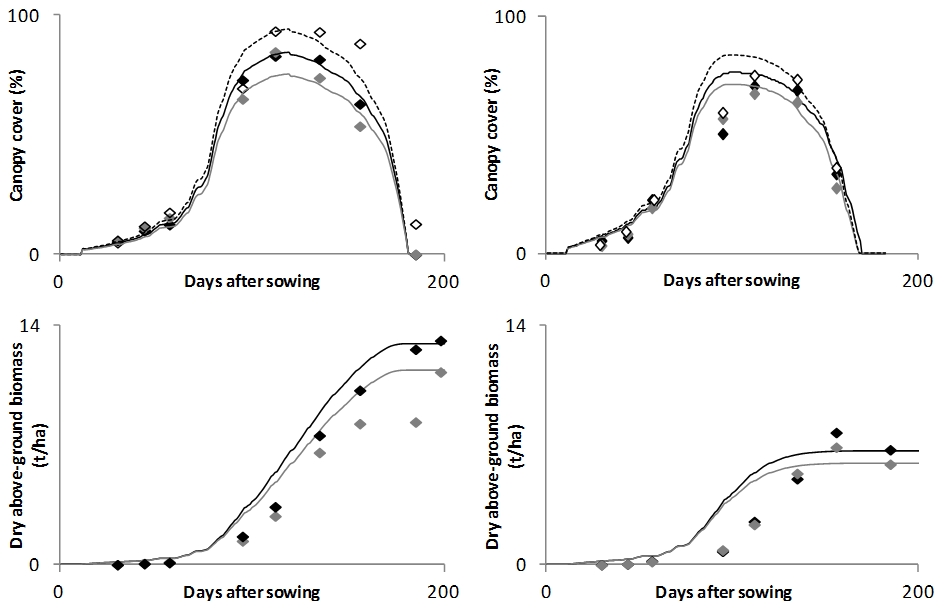 100
Canopy cover (%)
0
0
Days after sowing
200
100
Canopy cover (%)
0
0
Days after sowing
200
14
Dry above-ground biomass
(t/ha)
0
0
Days after sowing
200
14
Dry above-ground biomass
(t/ha)
0
0
Days after sowing
200